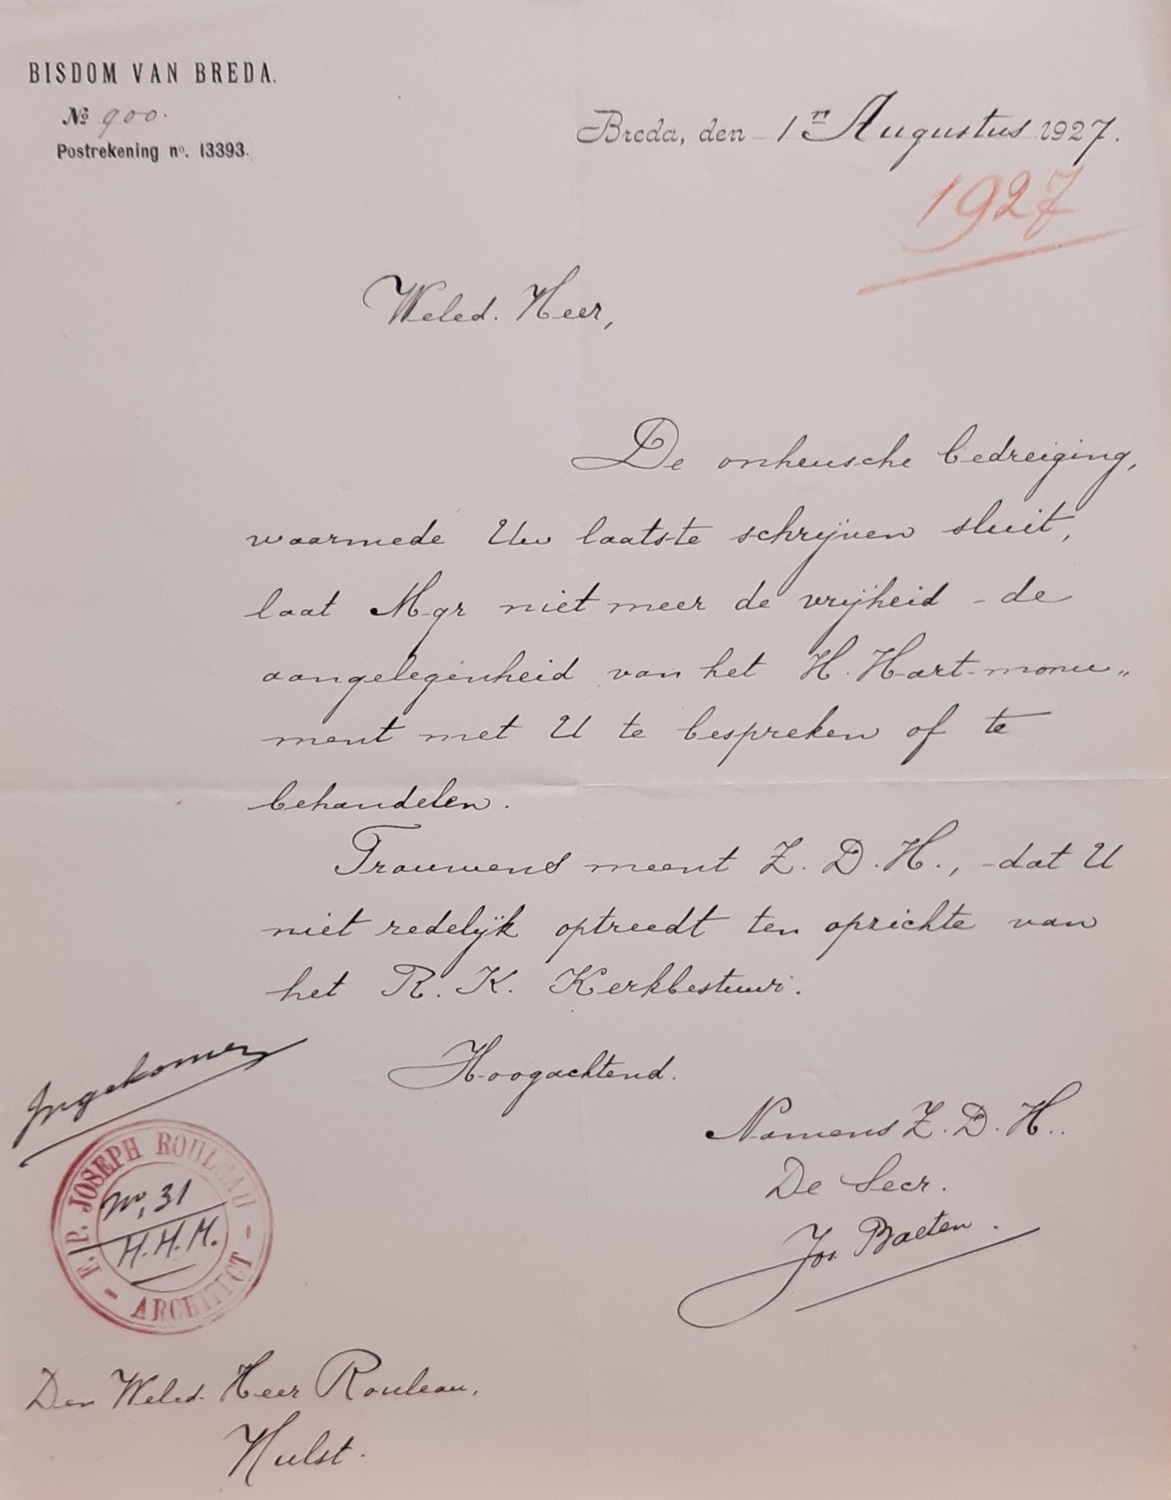 BISDOM VAN BREDA.
No 900.
Postrekening no. 13393.
Breda, den 1n Augustus 1927.
1927
Weled. Heer,
De onheusche bedreiging,
waarmede Uw laatste schrijven sluit,
laat Mgr niet meer de vrijheid de
aangelegenheid van het H. Hart-monu„
ment met U te bespreken of te
behandelen.
Trouwens meent Z. D. H., dat U
niet redelijk optreedt ten opzichte van
het R. K. Kerkbestuur.
Hoogachtend.
Namens Z. D. H..
De Secr.
Jos. Baeten.
Ingekomen
E. P. JOSEPH ROULEAU
No, 31
H.H.M.
- ARCHITECT -
Den Weled. Heer Rouleau,
Hulst.